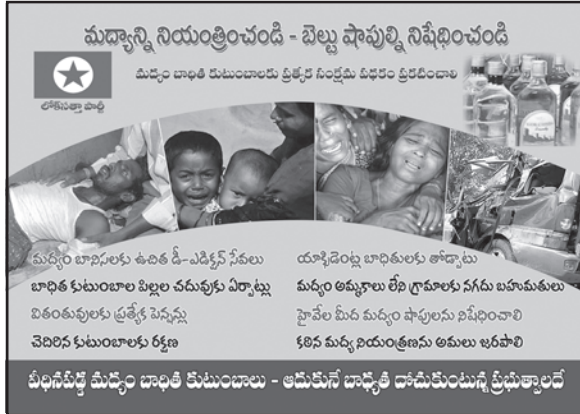 మద్యాన్ని నియంత్రించండి - బెల్టు షాపుల్ని నిషేధించండి
మద్యం బాధిత కుటుంబాలకు ప్రత్యేక సంక్షేమ పథకం ప్రకటించాలి
లోక్‌సత్తా పార్టీ
మద్యం బానిసలకు ఉచిత డీ-ఎడిక్షన్ సేవలు
బాధిత కుటుంబాల పిల్లల చదువుకు ఏర్పాట్లు
వితంతువులకు ప్రత్యేక పెన్షన్లు
చెదిరిన కుటుంబాలకు రక్షణ
యాక్సిడెంట్ల బాధితులకు తోడ్పాటు
మద్యం అమ్మకాలు లేని గ్రామాలకు నగదు బహుమతులు
హైవేల మీద మద్యం షాపులను నిషేధించాలి
కఠిన మద్య నియంత్రణను అమలు జరపాలి
వీధినపడ్డ మద్యం బాధిత కుటుంబాలు - ఆదుకునే బాధ్యత దోచుకుంటున్న ప్రభుత్వాలదే